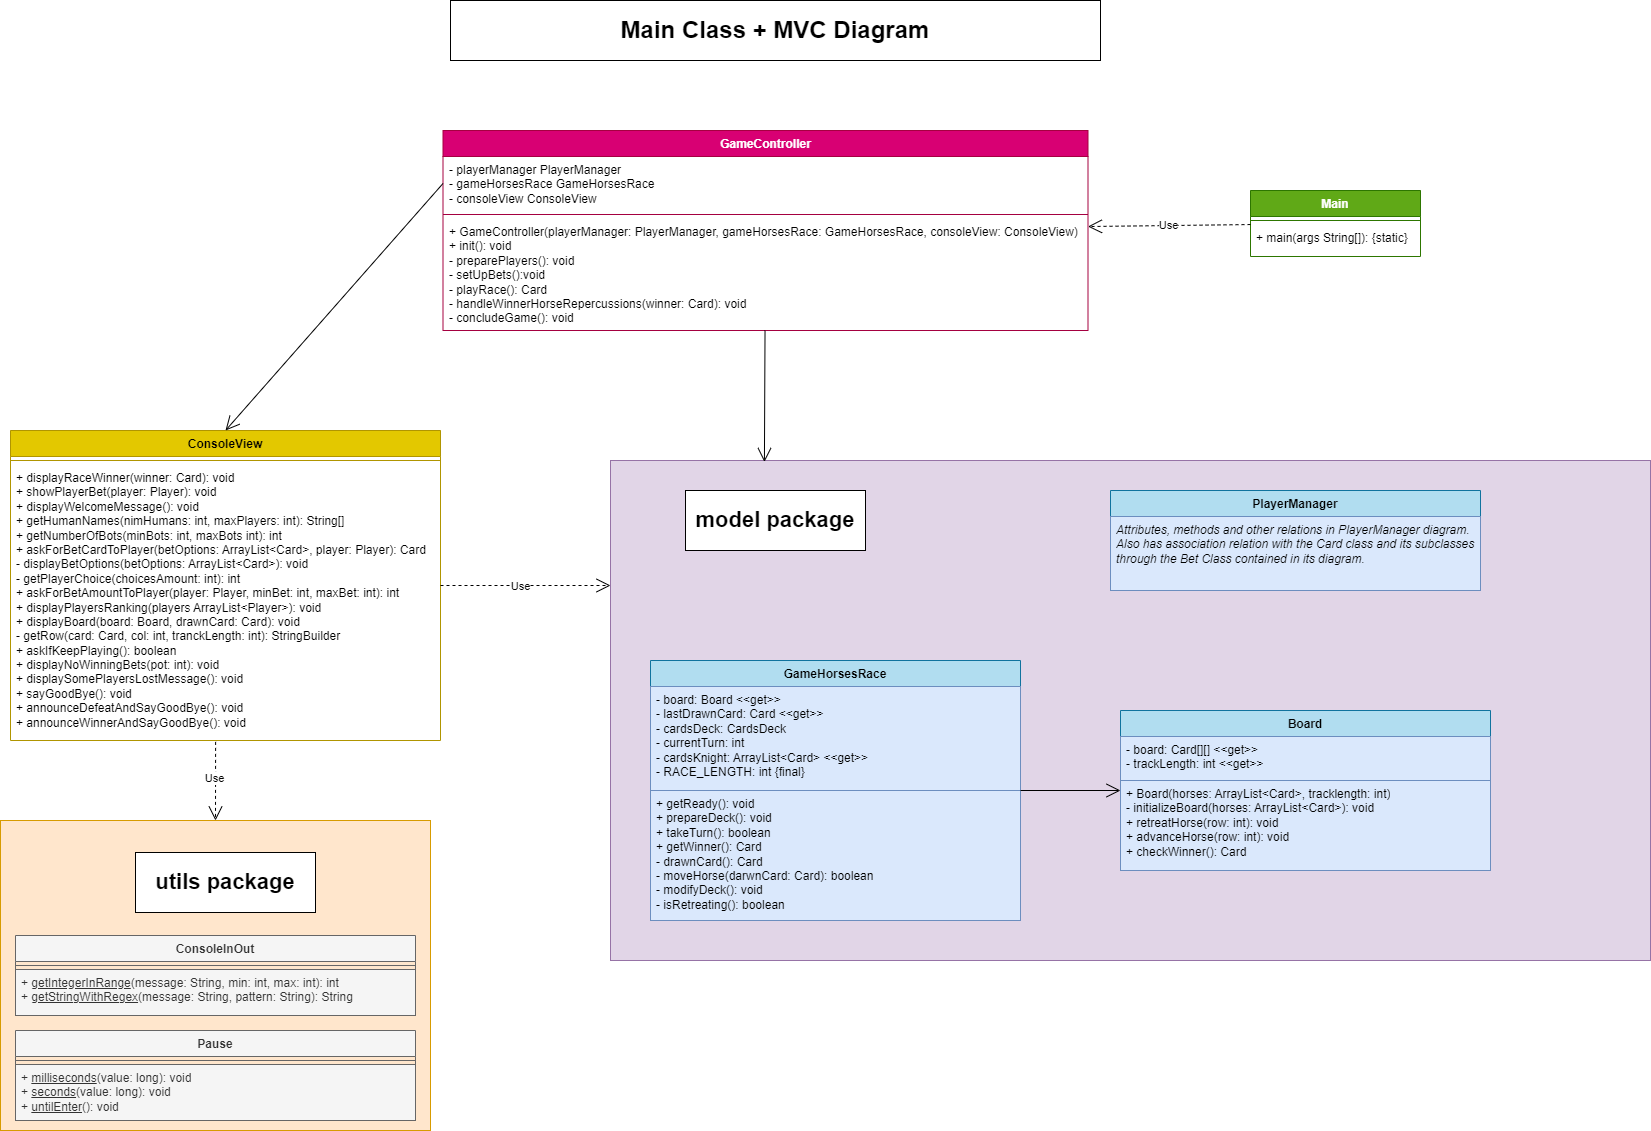 Main Class + MVC Diagram
GameController
- playerManager PlayerManager
- gameHorsesRace GameHorsesRace
- consoleView ConsoleView
+ GameController(playerManager: PlayerManager, gameHorsesRace: GameHorsesRace, consoleView: ConsoleView)
+ init(): void
- preparePlayers(): void
- setUpBets():void
- playRace(): Card
- handleWinnerHorseRepercussions(winner: Card): void
- concludeGame(): void
Use
Main
+ main(args String[]): {static}
ConsoleView
+ displayRaceWinner(winner: Card): void
+ showPlayerBet(player: Player): void
+ displayWelcomeMessage(): void
+ getHumanNames(nimHumans: int, maxPlayers: int): String[]
+ getNumberOfBots(minBots: int, maxBots int): int
+ askForBetCardToPlayer(betOptions: ArrayList<Card>, player: Player): Card
- displayBetOptions(betOptions: ArrayList<Card>): void
- getPlayerChoice(choicesAmount: int): int
+ askForBetAmountToPlayer(player: Player, minBet: int, maxBet: int): int
+ displayPlayersRanking(players ArrayList<Player>): void
+ displayBoard(board: Board, drawnCard: Card): void
- getRow(card: Card, col: int, tranckLength: int): StringBuilder
+ askIfKeepPlaying(): boolean
+ displayNoWinningBets(pot: int): void
+ displaySomePlayersLostMessage(): void
+ sayGoodBye(): void
+ announceDefeatAndSayGoodBye(): void
+ announceWinnerAndSayGoodBye(): void
Use
Use
model package
PlayerManager
Attributes, methods and other relations in PlayerManager diagram.
Also has association relation with the Card class and its subclasses
through the Bet Class contained in its diagram.
GameHorsesRace
- board: Board <<get>>
- lastDrawnCard: Card <<get>>
- cardsDeck: CardsDeck
- currentTurn: int
- cardsKnight: ArrayList<Card> <<get>>
- RACE_LENGTH: int {final}
+ getReady(): void
+ prepareDeck(): void
+ takeTurn(): boolean
+ getWinner(): Card
- drawnCard(): Card
- moveHorse(darwnCard: Card): boolean
- modifyDeck(): void
- isRetreating(): boolean
Board
- board: Card[][] <<get>>
- trackLength: int <<get>>
+ Board(horses: ArrayList<Card>, tracklength: int)
- initializeBoard(horses: ArrayList<Card>): void
+ retreatHorse(row: int): void
+ advanceHorse(row: int): void
+ checkWinner(): Card
utils package
ConsoleInOut
+ getIntegerInRange(message: String, min: int, max: int): int
+ getStringWithRegex(message: String, pattern: String): String
Pause
+ milliseconds(value: long): void
+ seconds(value: long): void
+ untilEnter(): void